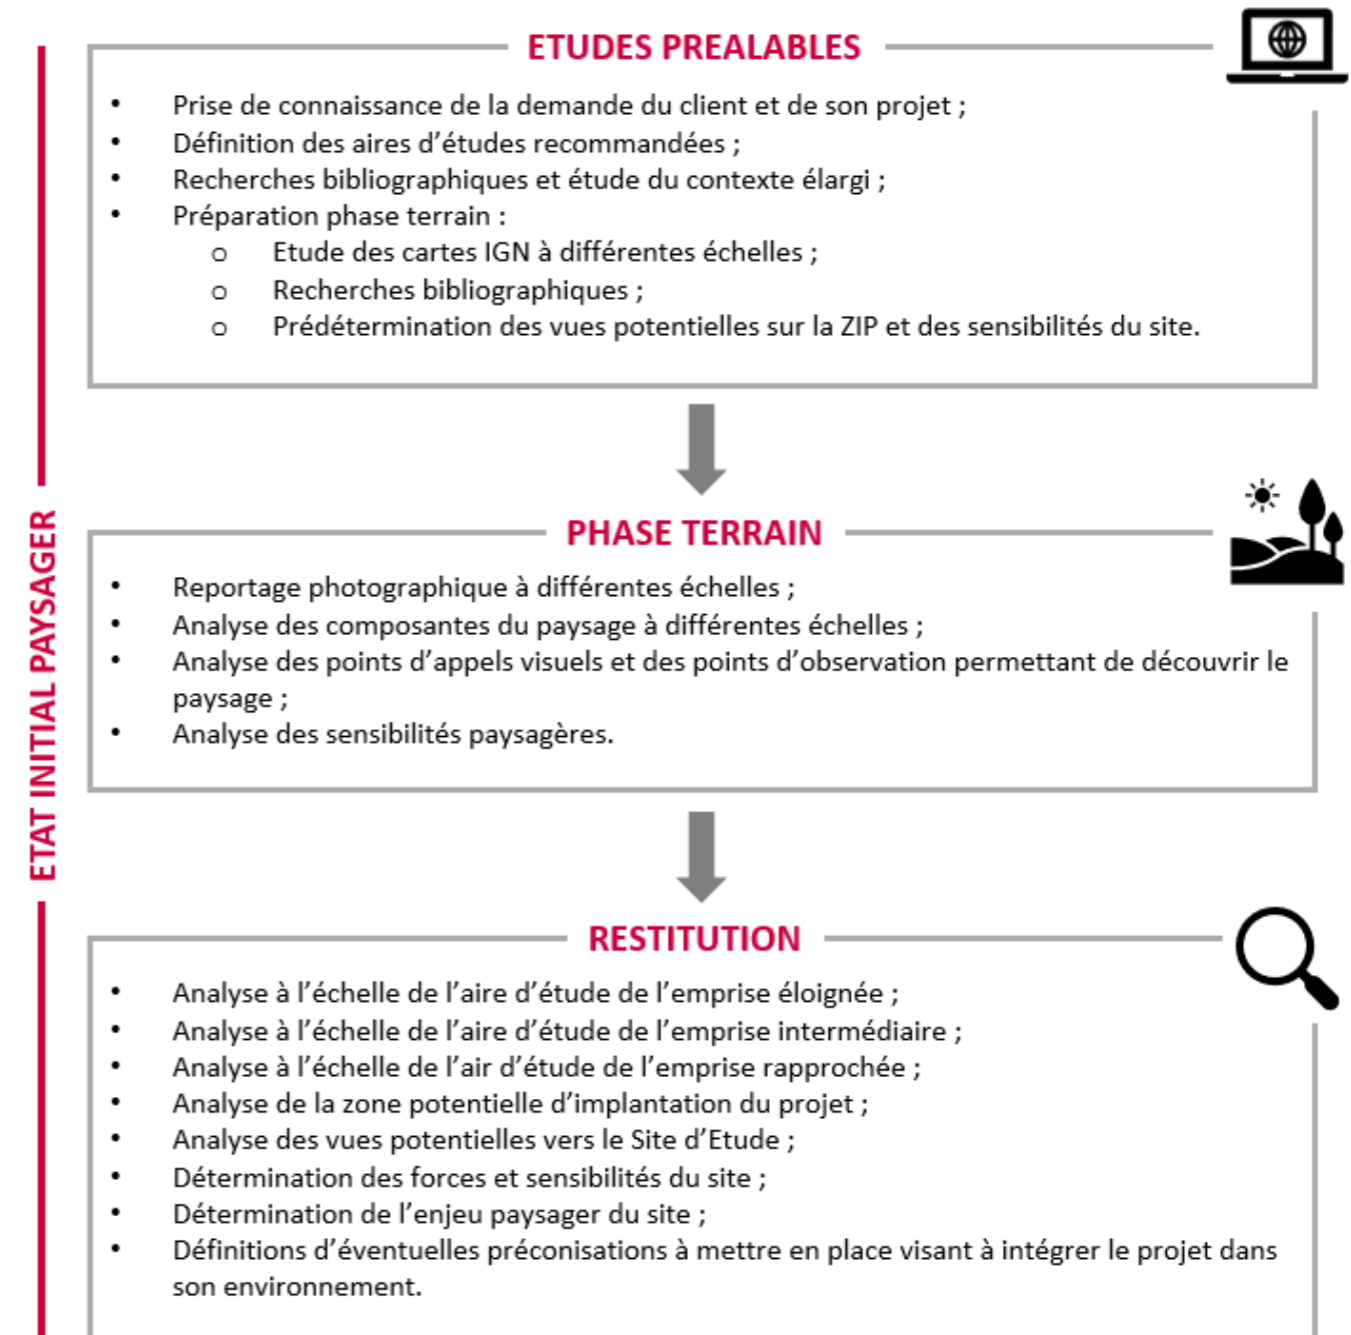 ETAT INITIAL PAYSAGER
ETUDES PREALABLES
• Prise de connaissance de la demande du client et de son projet ;
• Définition des aires d’études recommandées ;
• Recherches bibliographiques et étude du contexte élargi ;
• Préparation phase terrain :
o Etude des cartes IGN à différentes échelles ;
o Recherches bibliographiques ;
o Prédétermination des vues potentielles sur la ZIP et des sensibilités du site.
PHASE TERRAIN
• Reportage photographique à différentes échelles ;
• Analyse des composantes du paysage à différentes échelles ;
• Analyse des points d’appels visuels et des points d’observation permettant de découvrir le
paysage ;
• Analyse des sensibilités paysagères.
RESTITUTION
• Analyse à l’échelle de l’aire d’étude de l’emprise éloignée ;
• Analyse à l’échelle de l’aire d’étude de l’emprise intermédiaire ;
• Analyse à l’échelle de l’air d’étude de l’emprise rapprochée ;
• Analyse de la zone potentielle d’implantation du projet ;
• Analyse des vues potentielles vers le Site d’Etude ;
• Détermination des forces et sensibilités du site ;
• Détermination de l’enjeu paysager du site ;
• Définitions d’éventuelles préconisations à mettre en place visant à intégrer le projet dans
son environnement.